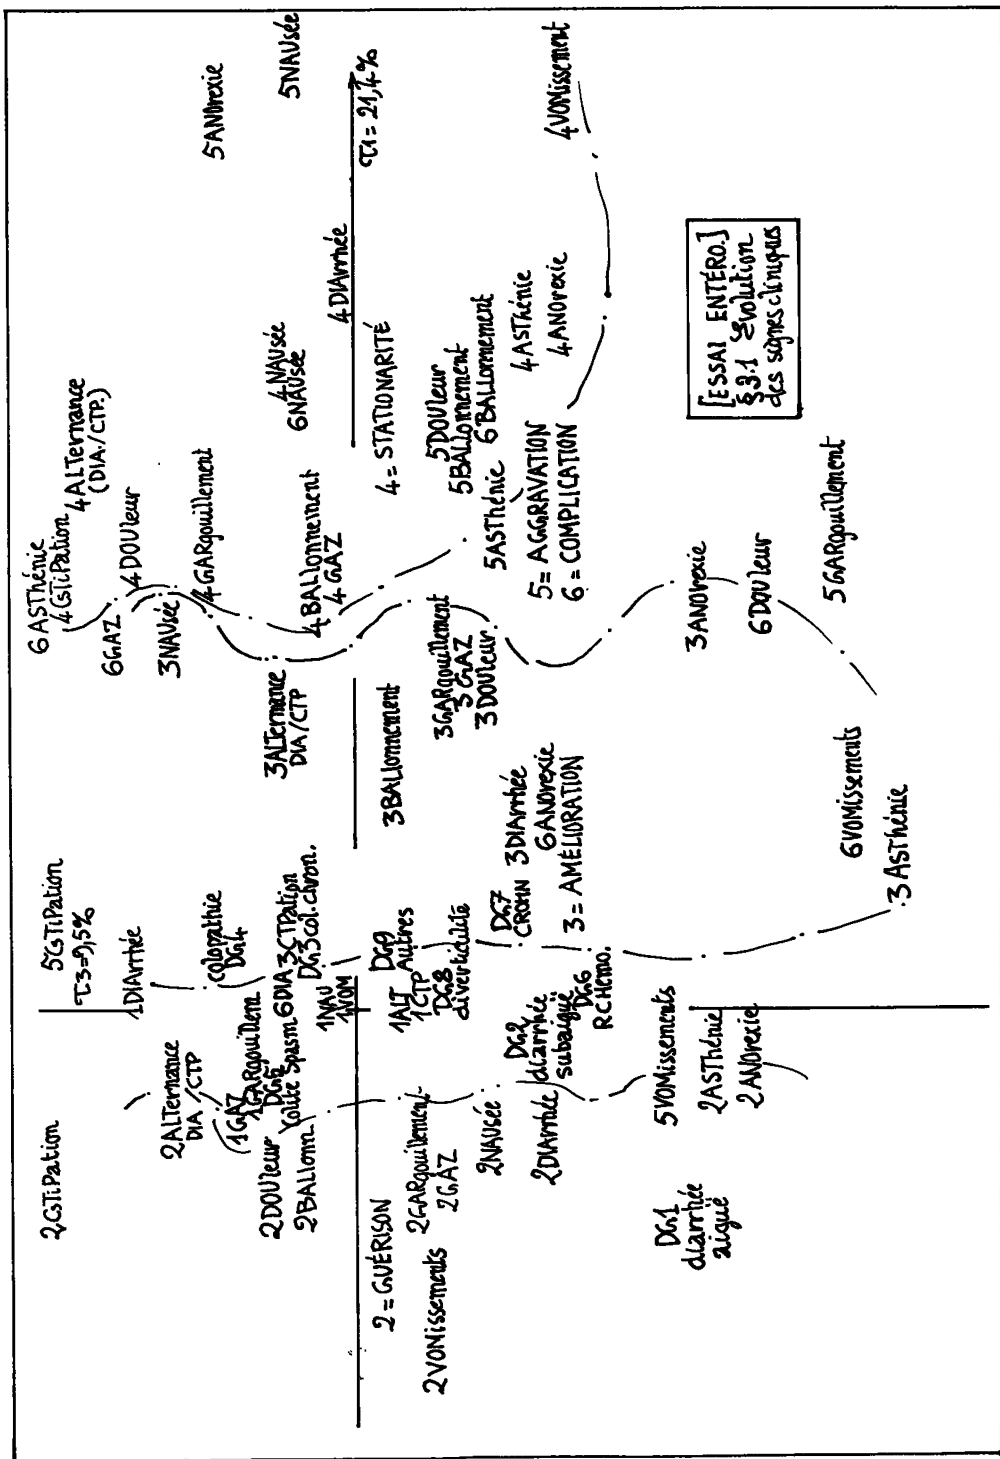 2CSTiPation
5CSTiPation
τ3=9,5%
6ASThénie
4CSTiPation
4ALTernance
(DIA./CTP.)
1DIArrhée
6GAZ
4DOUleur
2ALTernance
DIA/CTP
colopathie
DG4
3NAUsée
4GARgouillement
5ANOrexie
1GAZ
1GARgouillem.
DG5
colite Spasm
2DOUleur
2BALlonn.
6DIA
3CTPation
DG3col.chron.
1NAU
1VOM
3ALTernance
DIA/CTP
4BALlonnement
4GAZ
4NAUsée
6NAUsée
5NAUsée
4DIArrhée
τ1=21,4%
2=GUÉRISON
1ALT
1CTP
DG9
Autres
DG8
diverticulite
3BALlonnement
4=STATIONARITÉ
2VOMissements
2GARgouillement
2GAZ
3GARgouillement
3GAZ
3DOUleur
5DOUleur
5BALlonnement
6BALLonnement
2NAUsée
5ASThénie
4ASThénie
4ANOrexie
4VOMissement
2DIArrhée
DG2
diarrhée
subaiguë
DG7
CROHN
3DIArrhée
6ANOrexie
3=AMÉLIORATION
5=AGGRAVATION
6=COMPLICATION
DG6
RCHémo.
DG1
diarrhée
aiguë
5VOMissements
2ASThénie
2ANOrexie
3ANOrexie
6DOUleur
5GARgouillement
[ESSAI ENTÉRO.]
§3.1 Evolution
des signes cliniques
6VOMissements
3ASThénie